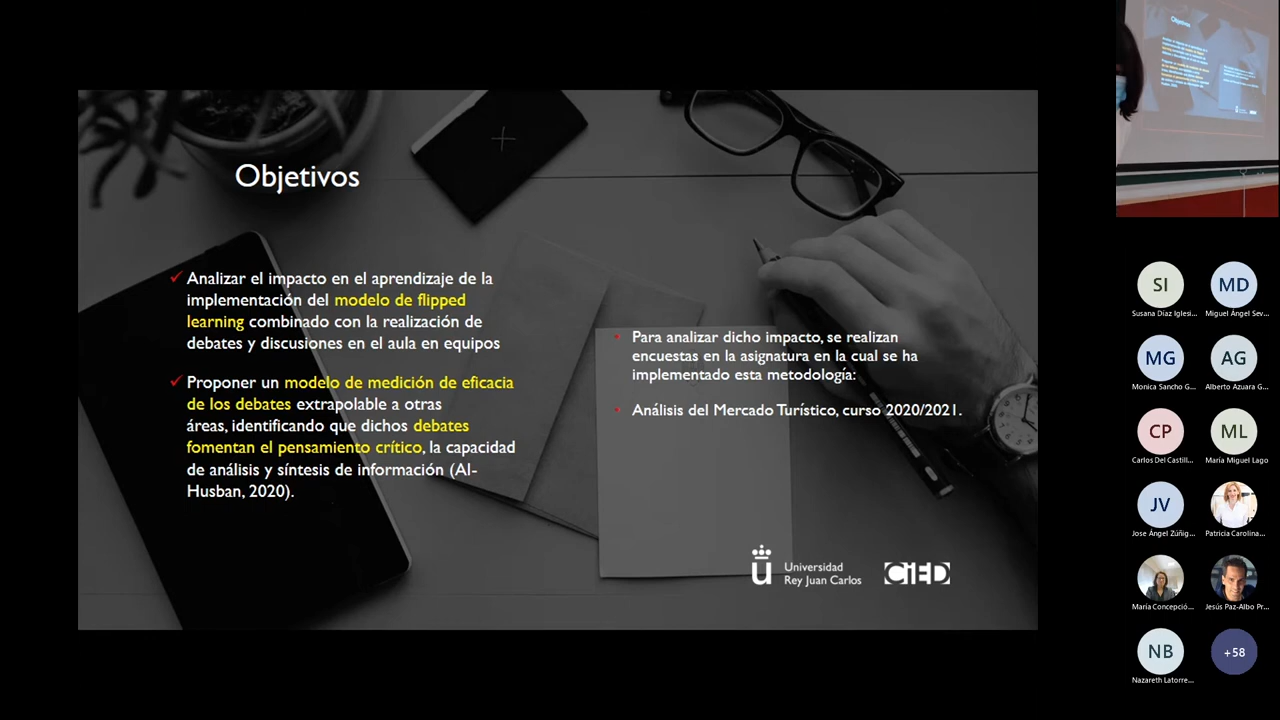 Objetivos
Analizar el impacto en el aprendizaje de la
implementación del modelo de flipped
learning combinado con la realización de
debates y discusiones en el aula en equipos
Proponer un modelo de medición de eficacia
de los debates extrapolable a otras
áreas, identificando que dichos debates
fomentan el pensamiento crítico, la capacidad
de análisis y síntesis de información (Al-
Husban, 2020).
Para analizar dicho impacto, se realizan
encuestas en la asignatura en la cual se ha
implementado esta metodología:
Análisis del Mercado Turístico, curso 2020/2021.
ü Universidad
Rey Juan Carlos
CiED
Objetivos
SI
MD
Susana Díaz Iglesi...
Miguel Ángel Sev...
MG
AG
Monica Sancho G...
Alberto Azuara G...
CP
ML
Carlos Del Castill...
María Miguel Lago
JV
Jose Ángel Zúñig...
Patricia Carolina...
María Concepció...
Jesús Paz-Albo Pr...
NB
+58
Nazareth Latorre...